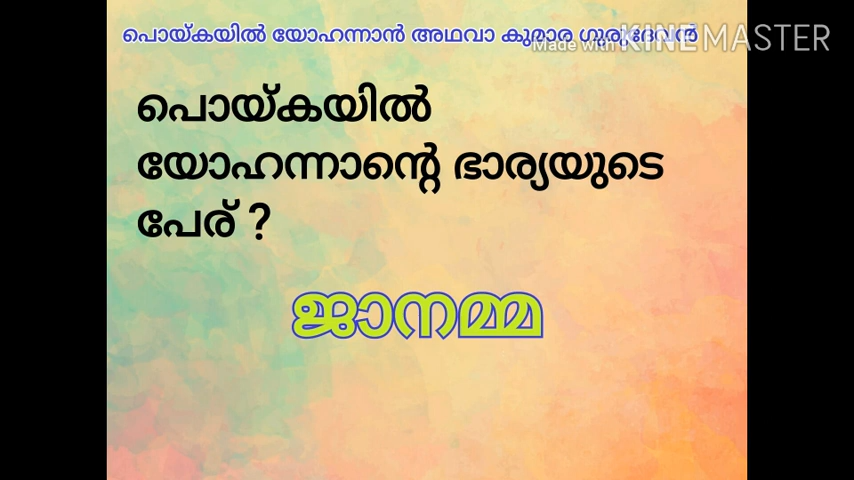 പൊയ്കയിൽ യോഹന്നാൻ അഥവാ കുമാര ഗുരുദേവൻ
Made with KINEMASTER
പൊയ്കയിൽ
യോഹന്നാന്റെ ഭാര്യയുടെ
പേര് ?
ജാനമ്മ